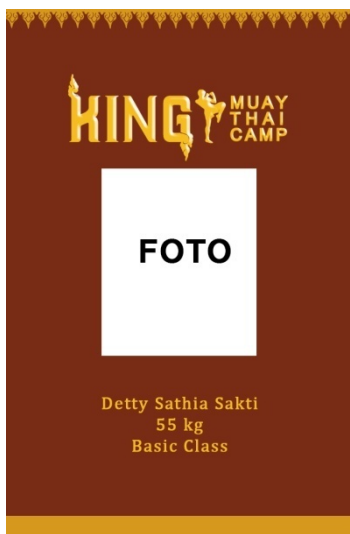 KING MUAY
THAI
CAMP
FOTO
Detty Sathia Sakti
55 kg
Basic Class